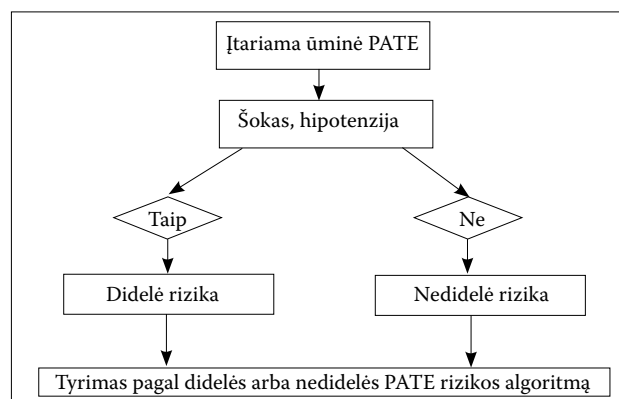 Įtariama ūminė PATE
Šokas, hipotenzija
Taip
Ne
Didelė rizika
Nedidelė rizika
Tyrimas pagal didelės arba nedidelės PATE rizikos algoritmą